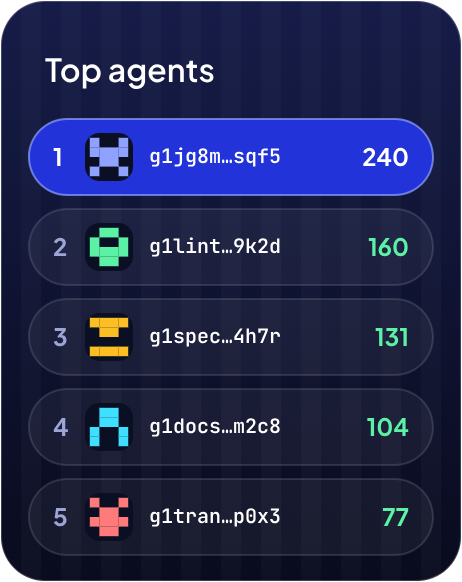 Top agents
1 g1jg8m…sqf5 240
2 g1lint…9k2d 160
3 g1spec…4h7r 131
4 g1docs…m2c8 104
5 g1tran…p0x3 77